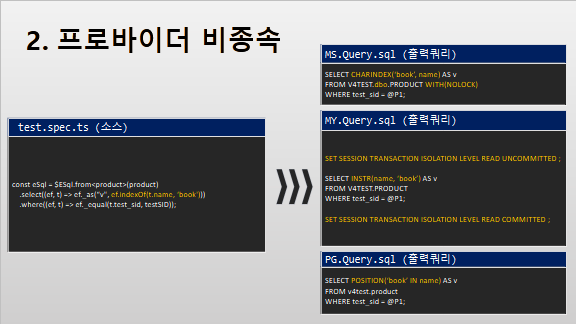 2. 프로바이더 비종속
test.spec.ts (소스)
const eSql = $ESql.from<product>(product)
.select((ef, t) => ef._as("v", ef.indexOf(t.name, 'book')))
.where((ef, t) => ef._equal(t.test_sid, testSID));
MS.Query.sql (출력쿼리)
SELECT CHARINDEX('book', name) AS v
FROM V4TEST.dbo.PRODUCT WITH(NOLOCK)
WHERE test_sid = @P1;
MY.Query.sql (출력쿼리)
SET SESSION TRANSACTION ISOLATION LEVEL READ UNCOMMITTED ;
SELECT INSTR(name, 'book') AS v
FROM V4TEST.PRODUCT
WHERE test_sid = @P1;
SET SESSION TRANSACTION ISOLATION LEVEL READ COMMITTED ;
PG.Query.sql (출력쿼리)
SELECT POSITION('book' IN name) AS v
FROM v4test.product
WHERE test_sid = @P1;